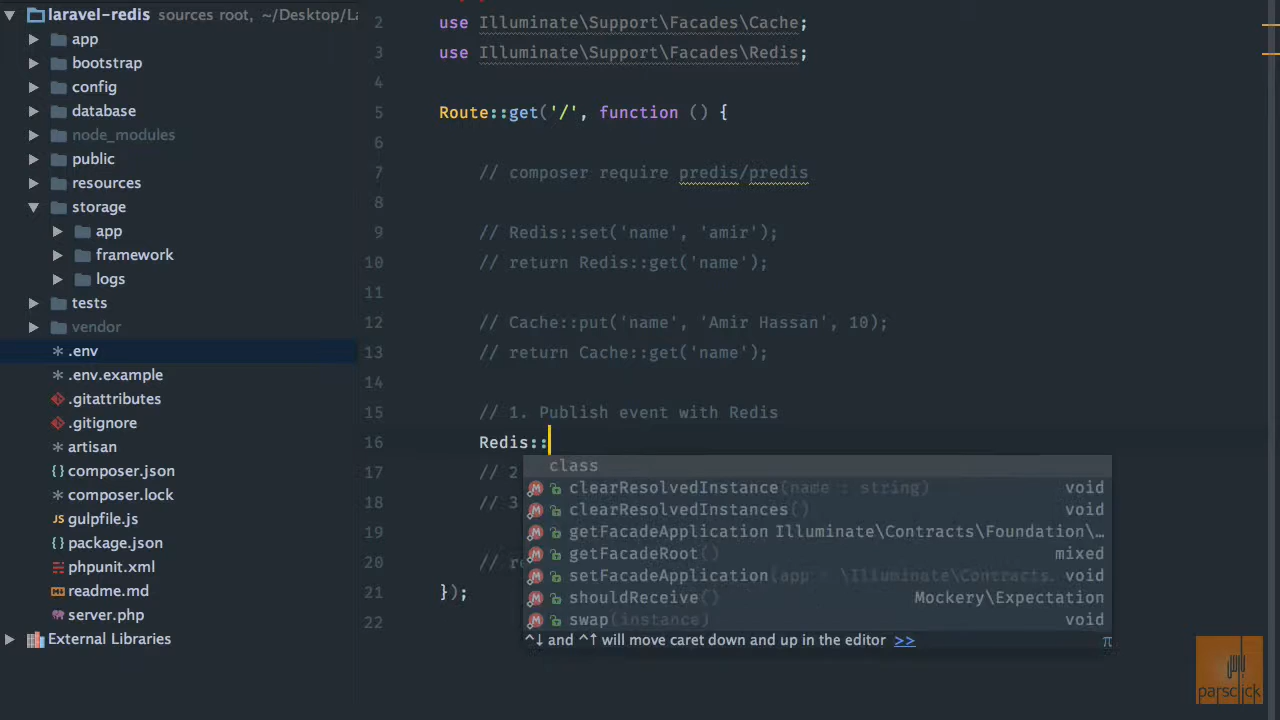 laravel-redis sources root, ~/Desktop/La
app
bootstrap
config
database
node_modules
public
resources
storage
app
framework
logs
tests
vendor
.env
.env.example
.gitattributes
.gitignore
artisan
composer.json
composer.lock
gulpfile.js
package.json
phpunit.xml
readme.md
server.php
External Libraries
2 use Illuminate\Support\Facades\Cache;
3 use Illuminate\Support\Facades\Redis;
4
5 Route::get('/', function () {
6
7 // composer require predis/predis
8
9 // Redis::set('name', 'amir');
10 // return Redis::get('name');
11
12 // Cache::put('name', 'Amir Hassan', 10);
13 // return Cache::get('name');
14
15 // 1. Publish event with Redis
16 Redis::
17 // 2
18 // 3
19
20 // re
21 });
22
class
clearResolvedInstance(name : string) void
clearResolvedInstances() void
getFacadeApplication Illuminate\Contracts\Foundation\…
getFacadeRoot() mixed
setFacadeApplication(app - \Illuminate\Contracts. void
shouldReceive() Mockery\Expectation
swap(instance) void
^↓ and ^↑ will move caret down and up in the editor >> π
parsclick